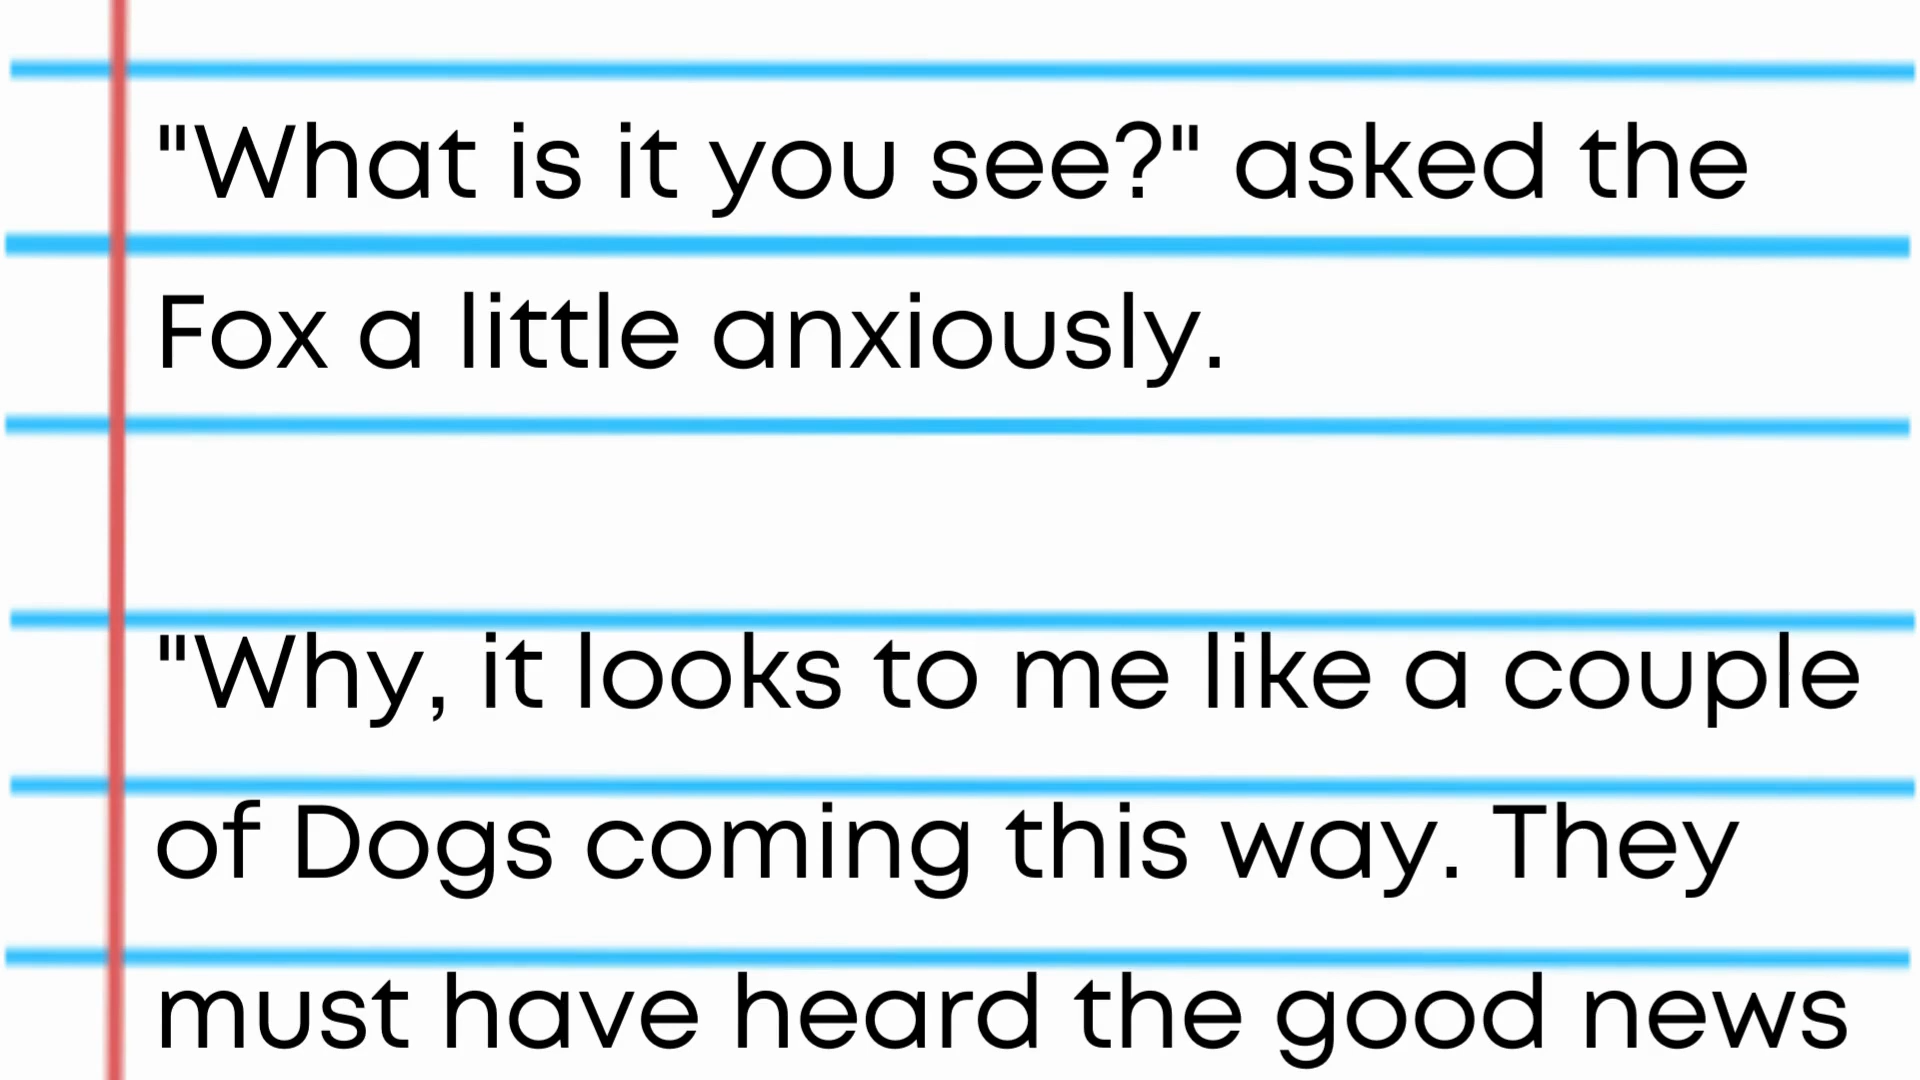 "What is it you see?" asked the
Fox a little anxiously.
"Why, it looks to me like a couple
of Dogs coming this way. They
must have heard the good news